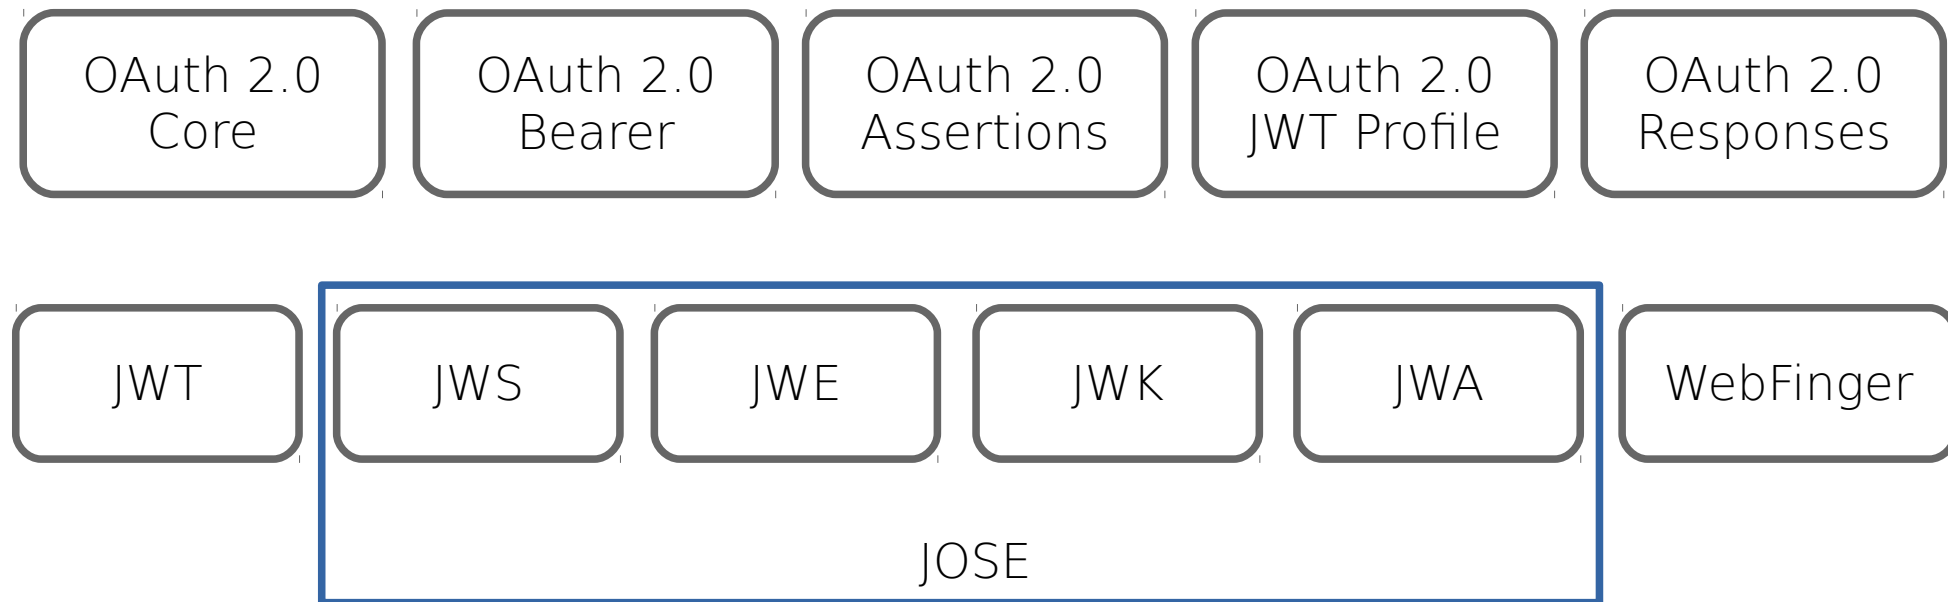 OAuth 2.0
Core
OAuth 2.0
Bearer
OAuth 2.0
Assertions
OAuth 2.0
JWT Profile
OAuth 2.0
Responses
JWT
JWS
JWE
JWK
JWA
WebFinger
JOSE